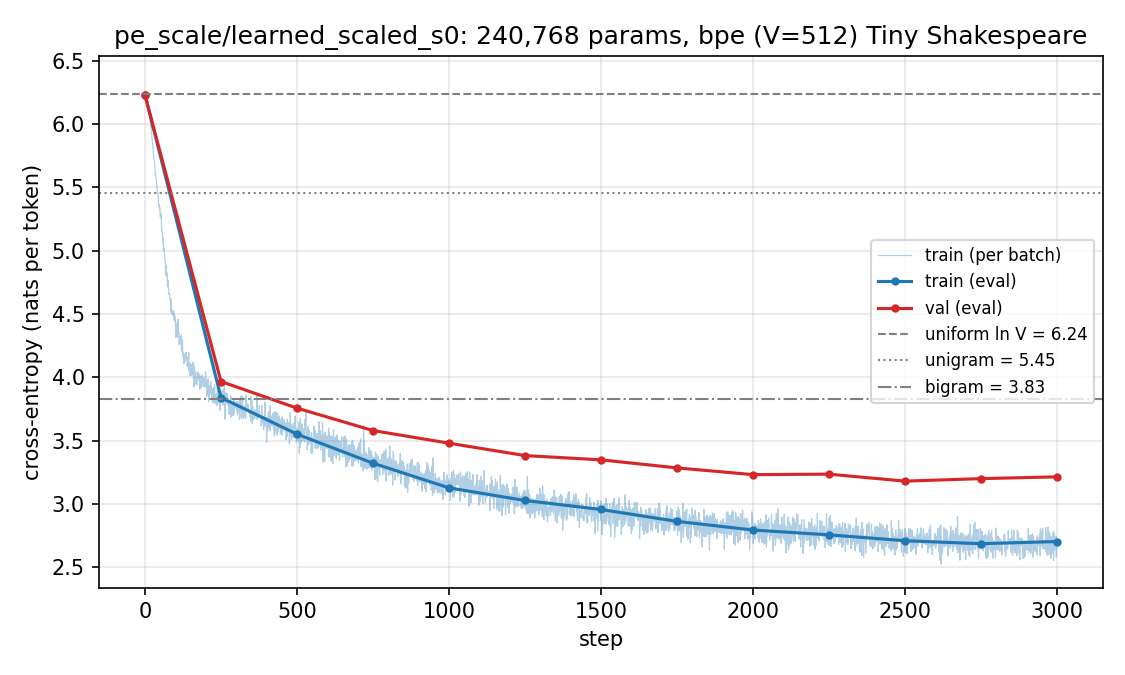 pe_scale/learned_scaled_s0: 240,768 params, bpe (V=512) Tiny Shakespeare
cross-entropy (nats per token)
6.5
6.0
5.5
5.0
4.5
4.0
3.5
3.0
2.5
train (per batch)
train (eval)
val (eval)
uniform ln V = 6.24
unigram = 5.45
bigram = 3.83
0 500 1000 1500 2000 2500 3000
step